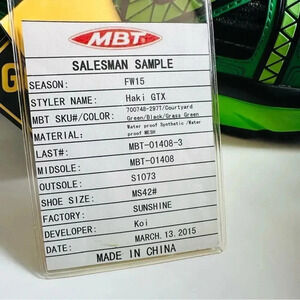 MBT
SALESMAN SAMPLE
SEASON: FW15
STYLER NAME: Haki GTX
MBT SKU#/COLOR: 700748-297T/Courtyard
Green/Black/Grass Green
MATERIAL: Water proof Synthetic /Water
proof MESH
LAST#: MBT-01408-3
MIDSOLE: MBT-01408
OUTSOLE: S1073
SHOE SIZE: MS42#
FACTORY: SUNSHINE
DEVELOPER: Koi
DATE: MARCH. 13. 2015
MADE IN CHINA
G